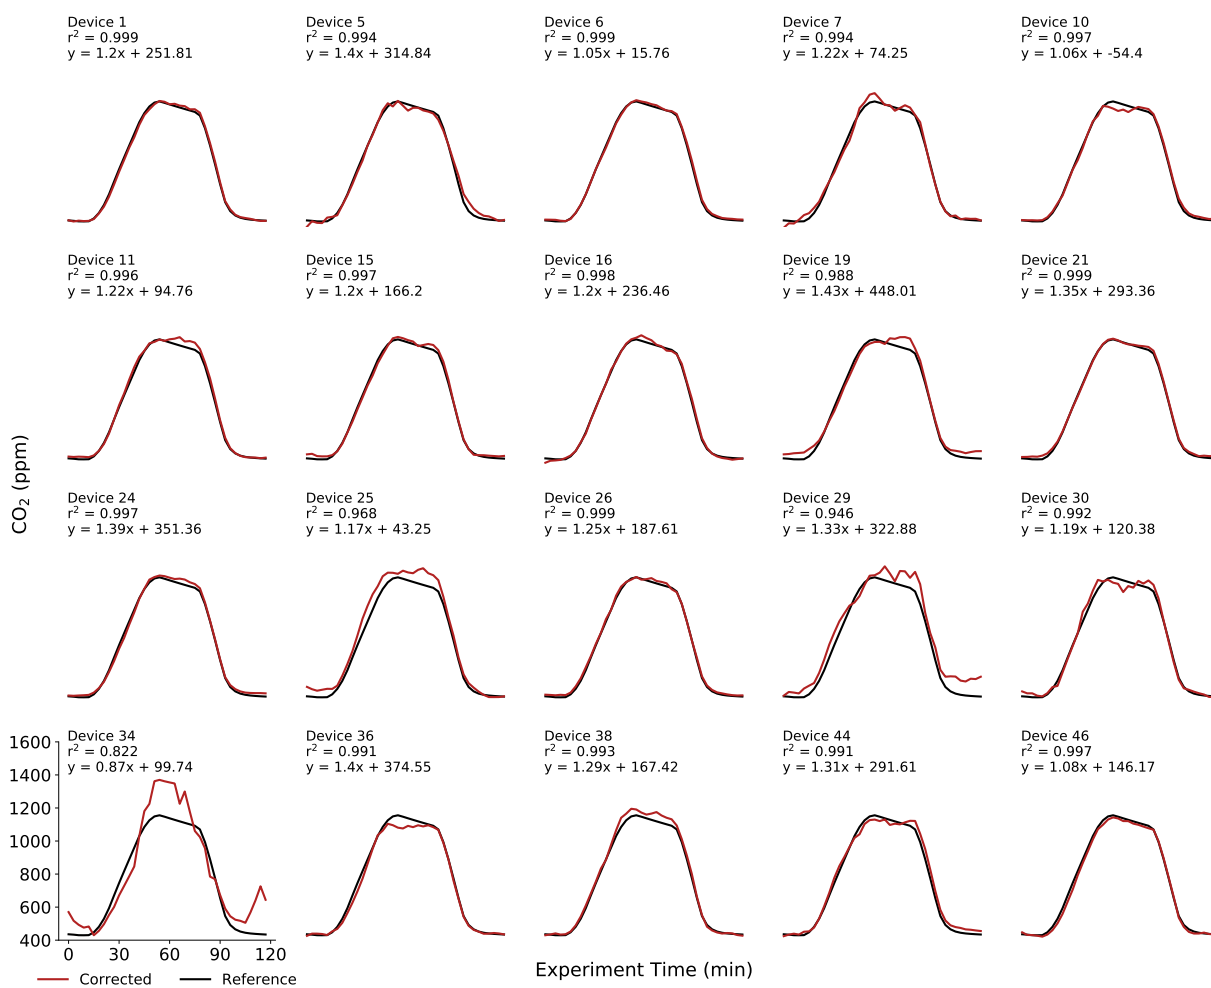 Device 1
r² = 0.999
y = 1.2x + 251.81
Device 5
r² = 0.994
y = 1.4x + 314.84
Device 6
r² = 0.999
y = 1.05x + 15.76
Device 7
r² = 0.994
y = 1.22x + 74.25
Device 10
r² = 0.997
y = 1.06x + -54.4
Device 11
r² = 0.996
y = 1.22x + 94.76
Device 15
r² = 0.997
y = 1.2x + 166.2
Device 16
r² = 0.998
y = 1.2x + 236.46
Device 19
r² = 0.988
y = 1.43x + 448.01
Device 21
r² = 0.999
y = 1.35x + 293.36
Device 24
r² = 0.997
y = 1.39x + 351.36
Device 25
r² = 0.968
y = 1.17x + 43.25
Device 26
r² = 0.999
y = 1.25x + 187.61
Device 29
r² = 0.946
y = 1.33x + 322.88
Device 30
r² = 0.992
y = 1.19x + 120.38
Device 34
r² = 0.822
y = 0.87x + 99.74
Device 36
r² = 0.991
y = 1.4x + 374.55
Device 38
r² = 0.993
y = 1.29x + 167.42
Device 44
r² = 0.991
y = 1.31x + 291.61
Device 46
r² = 0.997
y = 1.08x + 146.17
CO₂ (ppm)
1600
1400
1200
1000
800
600
400
0 30 60 90 120
Experiment Time (min)
Corrected Reference